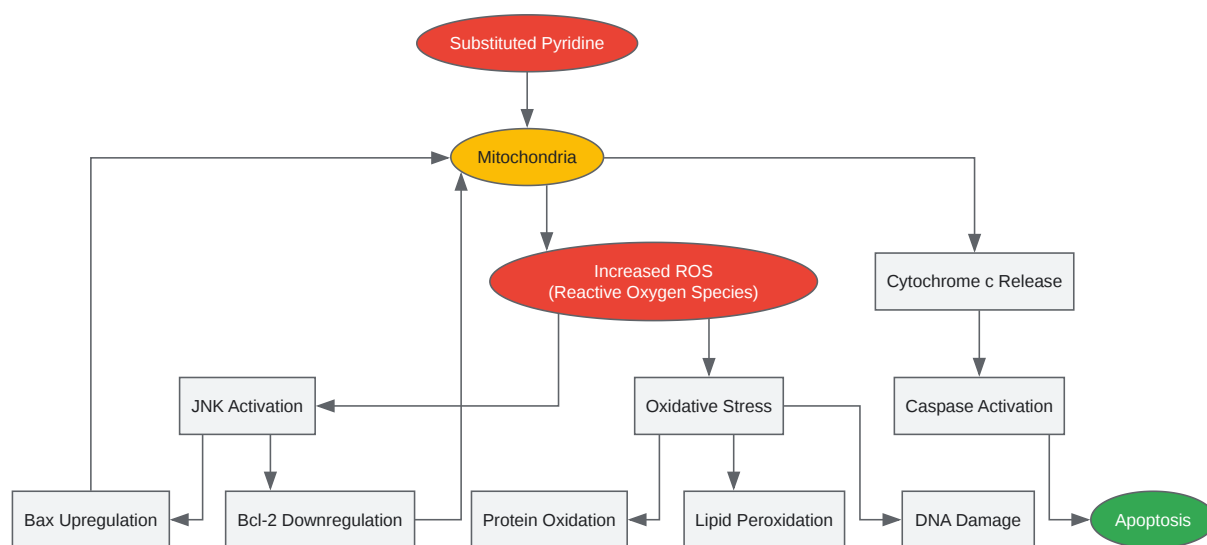 Substituted Pyridine
Mitochondria
Increased ROS
(Reactive Oxygen Species)
Cytochrome c Release
JNK Activation
Oxidative Stress
Caspase Activation
Bax Upregulation
Bcl-2 Downregulation
Protein Oxidation
Lipid Peroxidation
DNA Damage
Apoptosis